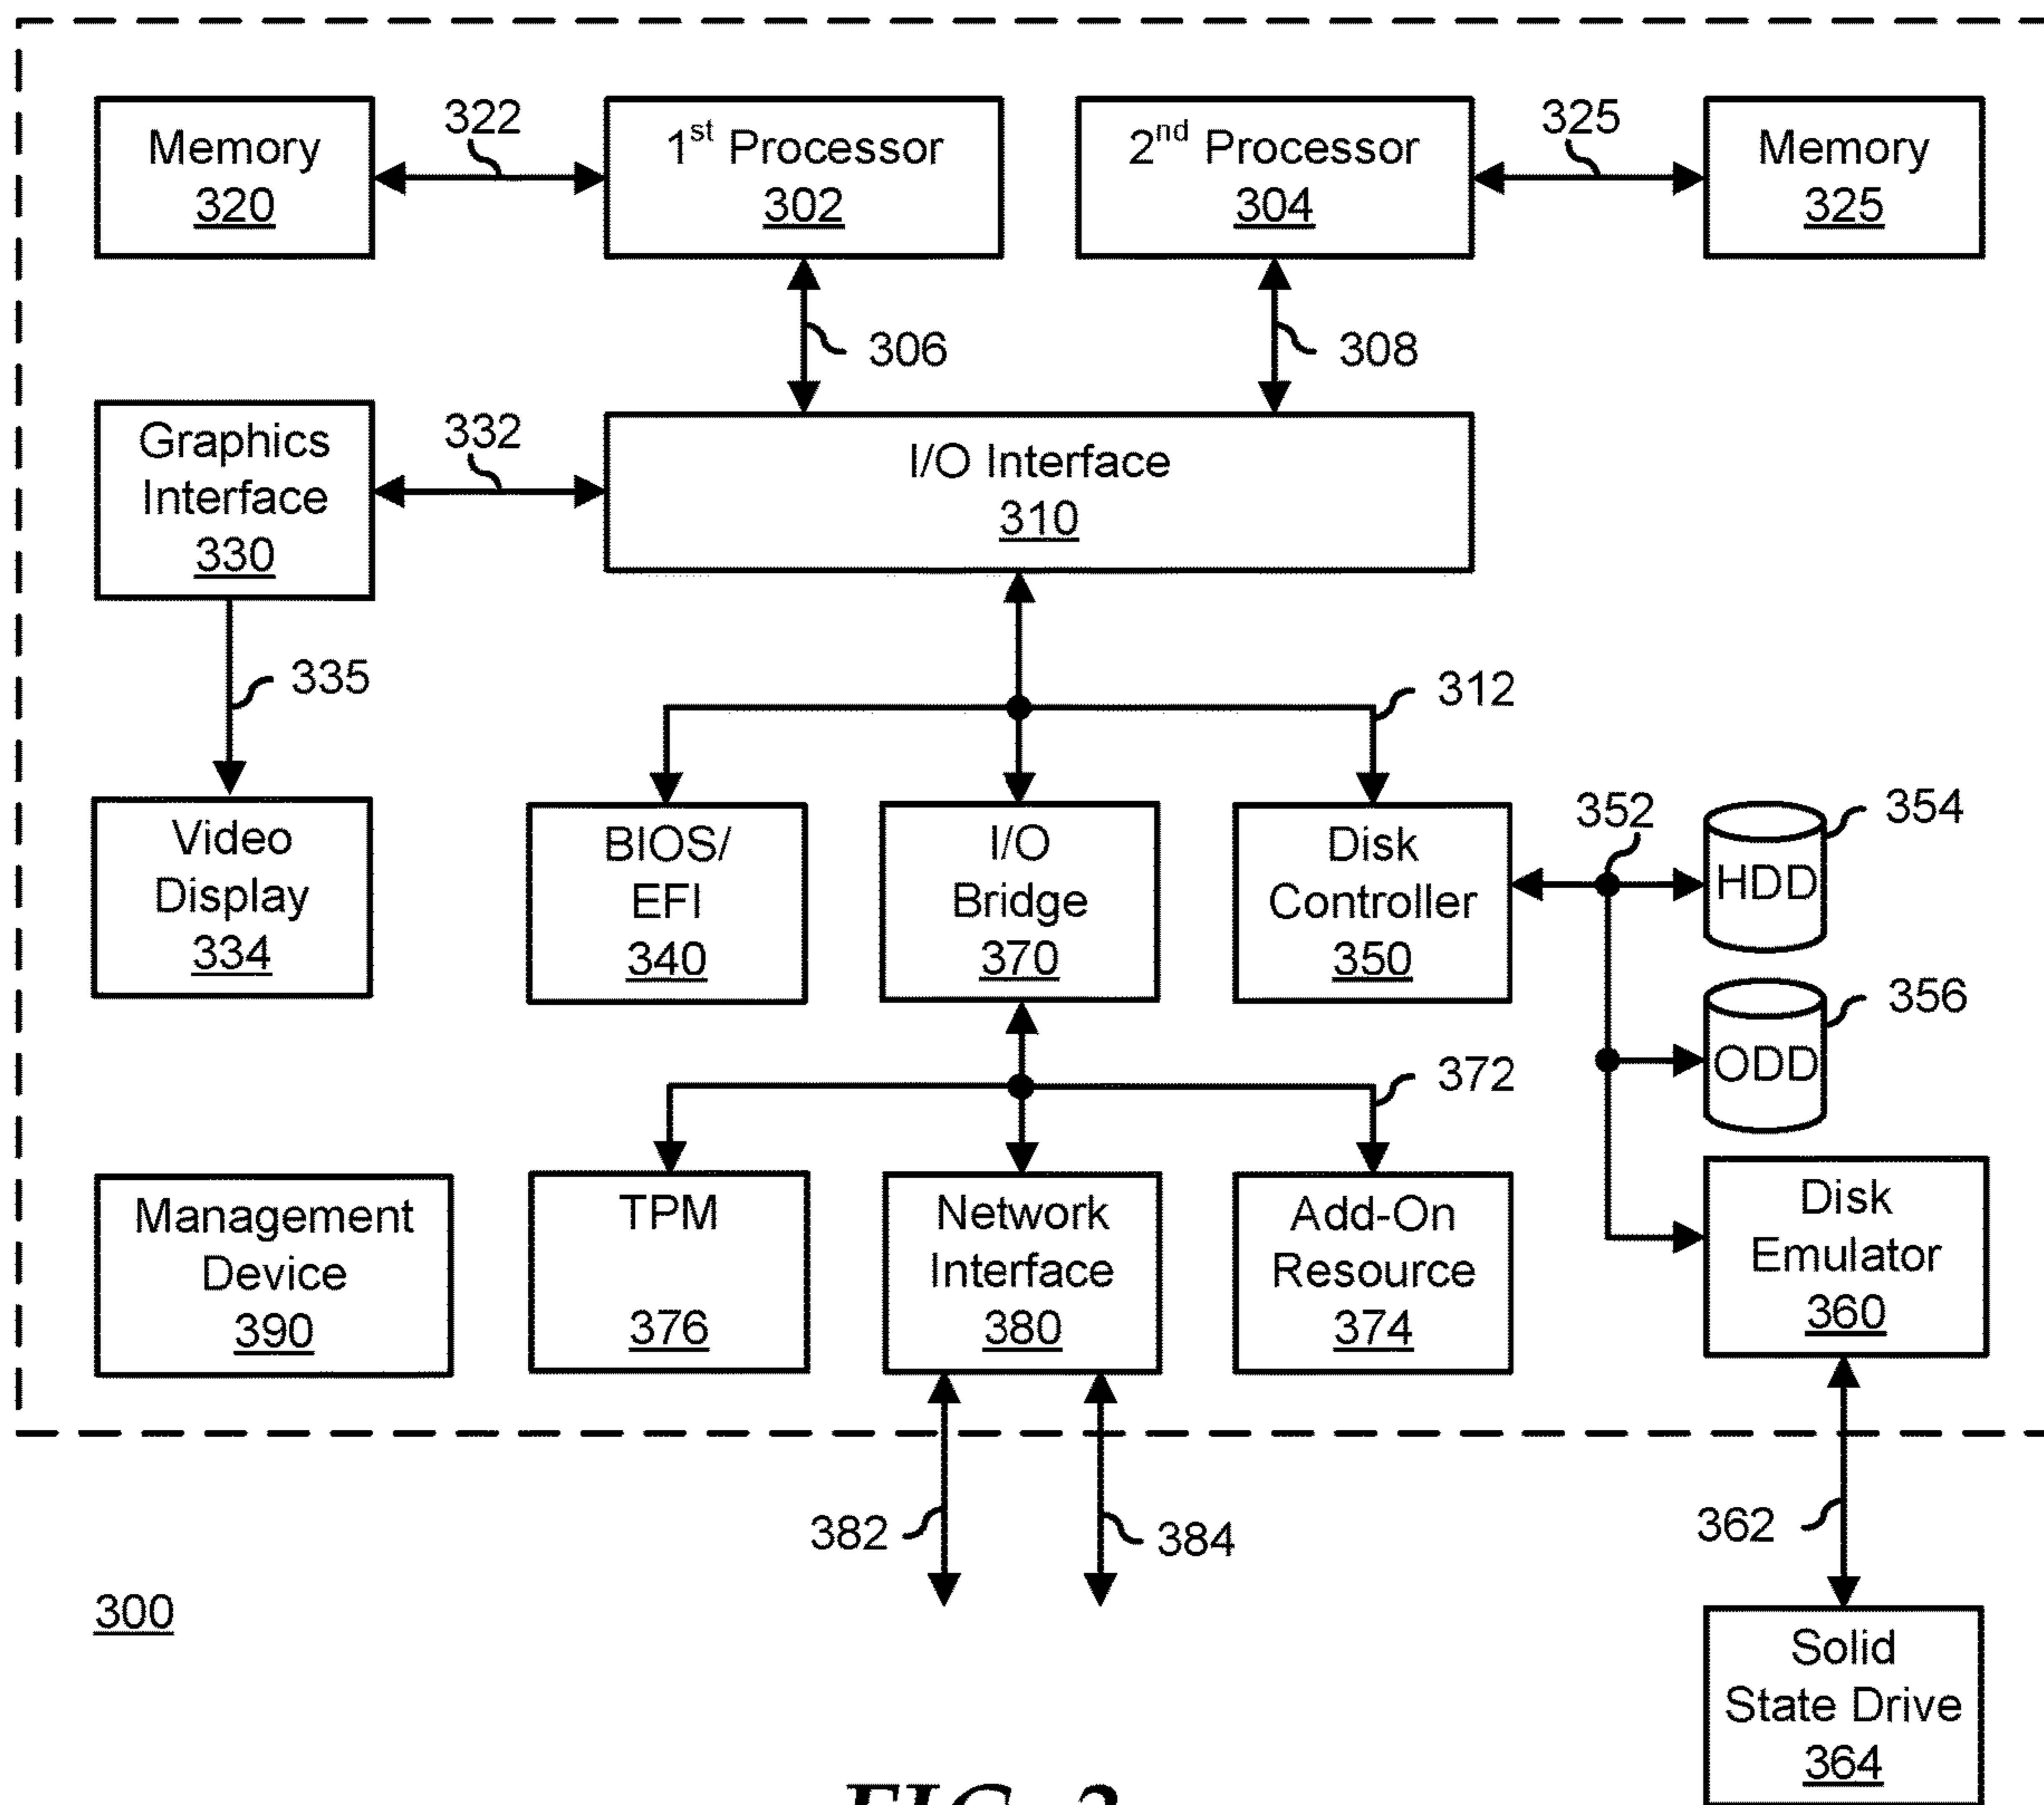 322
325
Memory
320
1st Processor
302
2nd Processor
304
Memory
325
306
308
Graphics
Interface
330
332
I/O Interface
310
335
312
Video
Display
334
BIOS/
EFI
340
I/O
Bridge
370
Disk
Controller
350
352
354
HDD
356
ODD
372
Management
Device
390
TPM
376
Network
Interface
380
Add-On
Resource
374
Disk
Emulator
360
382
384
362
300
Solid
State Drive
364